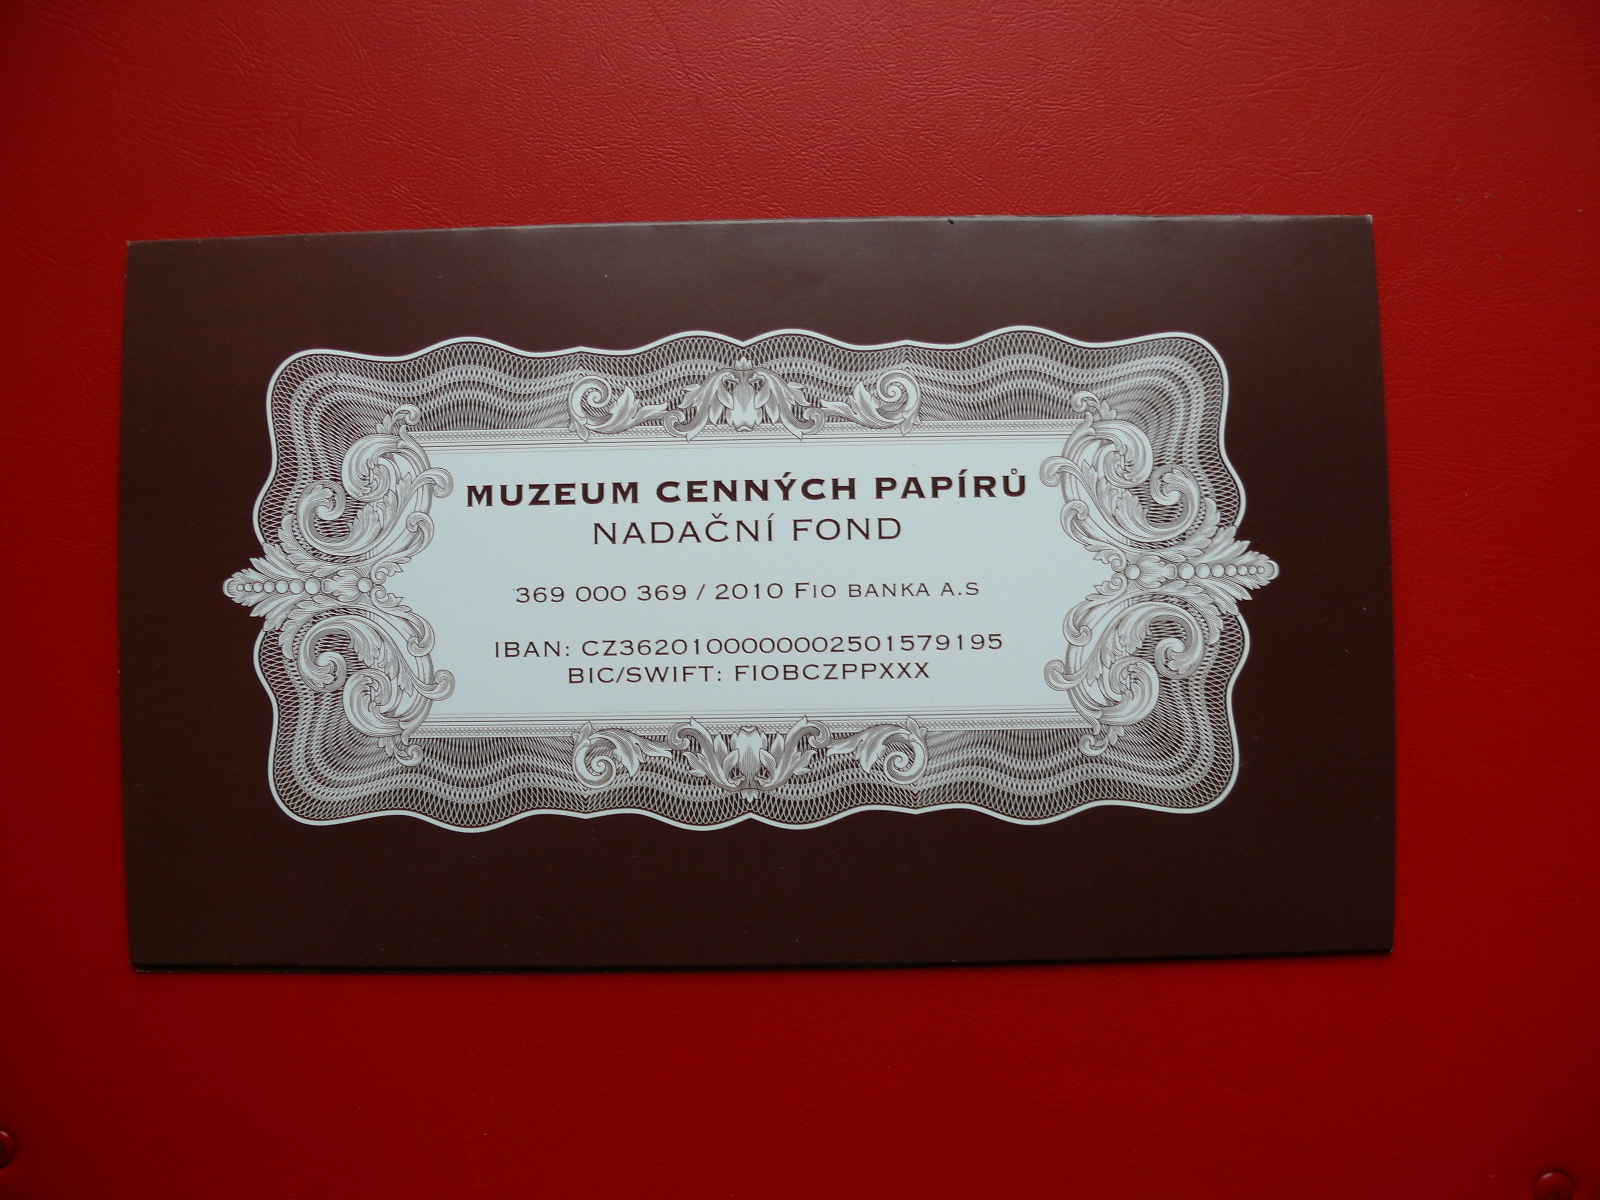 MUZEUM CENNÝCH PAPÍRŮ
NADAČNÍ FOND
369 000 369 / 2010 FIO BANKA A.S
IBAN: CZ3620100000002501579195
BIC/SWIFT: FIOBCZPPXXX